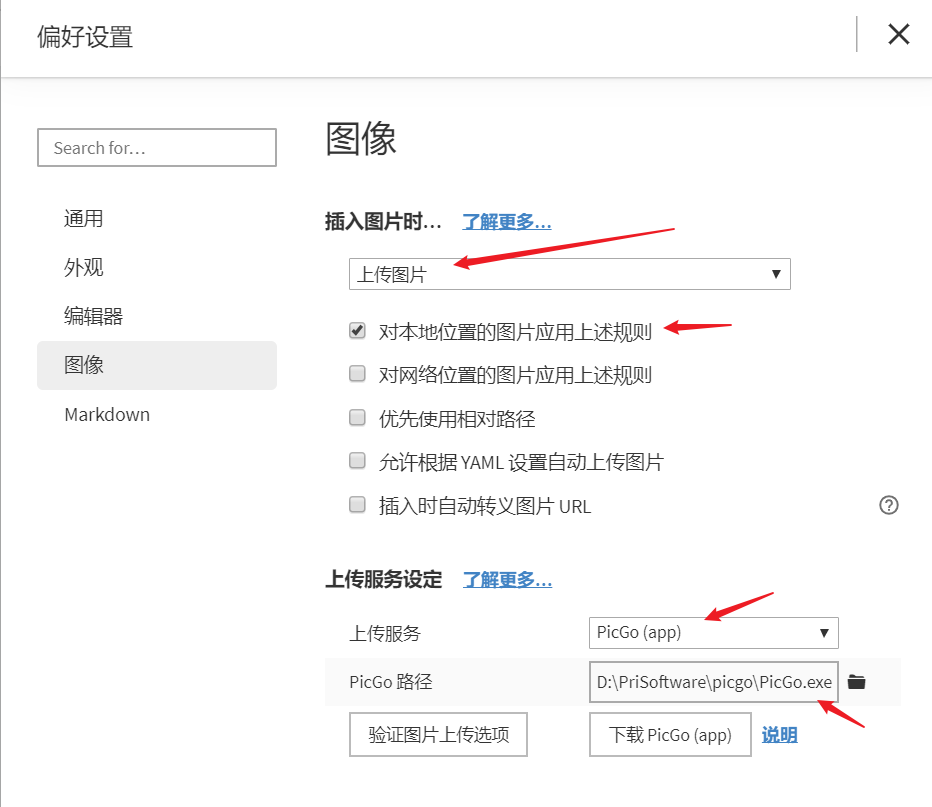 偏好设置
Search for...
通用
外观
编辑器
图像
Markdown
图像
插入图片时... 了解更多...
上传图片
对本地位置的图片应用上述规则
对网络位置的图片应用上述规则
优先使用相对路径
允许根据 YAML 设置自动上传图片
插入时自动转义图片 URL
上传服务设定 了解更多...
上传服务 PicGo (app)
PicGo 路径 D:\PriSoftware\picgo\PicGo.exe
验证图片上传选项 下载 PicGo (app) 说明